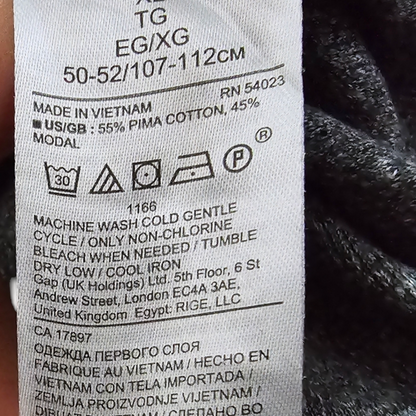 TG
EG/XG
50-52/107-112см
RN 54023
MADE IN VIETNAM
■ US/GB : 55% PIMA COTTON, 45%
MODAL
30
P
®
1166
MACHINE WASH COLD GENTLE
CYCLE / ONLY NON-CHLORINE
BLEACH WHEN NEEDED / TUMBLE
DRY LOW / COOL IRON
Gap (UK Holdings) Ltd. 5th Floor, 6 St
Andrew Street, London EC4A 3AE,
United Kingdom Egypt: RIGE, LLC
CA 17897
ОДЕЖДА ПЕРВОГО СЛОЯ
FABRIQUE AU VIETNAM / HECHO EN
VIETNAM CON TELA IMPORTADA /
ZEMLJA PROIZVODNJE VIJETNAM /